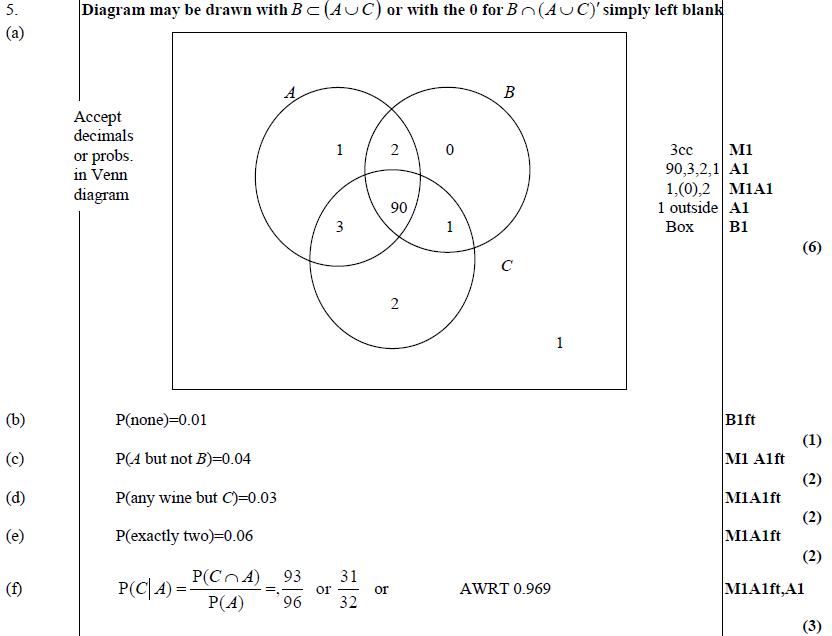 5. Diagram may be drawn with B ⊂ (A ∪ C) or with the 0 for B ∩ (A ∪ C)′ simply left blank
(a)
A B
Accept
decimals
or probs.
in Venn
diagram
1 2 0
90
3 1
C
2
1
3cc M1
90,3,2,1 A1
1,(0),2 M1A1
1 outside A1
Box B1
(6)
(b) P(none)=0.01 B1ft
(1)
(c) P(A but not B)=0.04 M1 A1ft
(2)
(d) P(any wine but C)=0.03 M1A1ft
(2)
(e) P(exactly two)=0.06 M1A1ft
(2)
(f) P(C|A) = P(C ∩ A) / P(A) =, 93/96 or 31/32 or AWRT 0.969 M1A1ft,A1
(3)